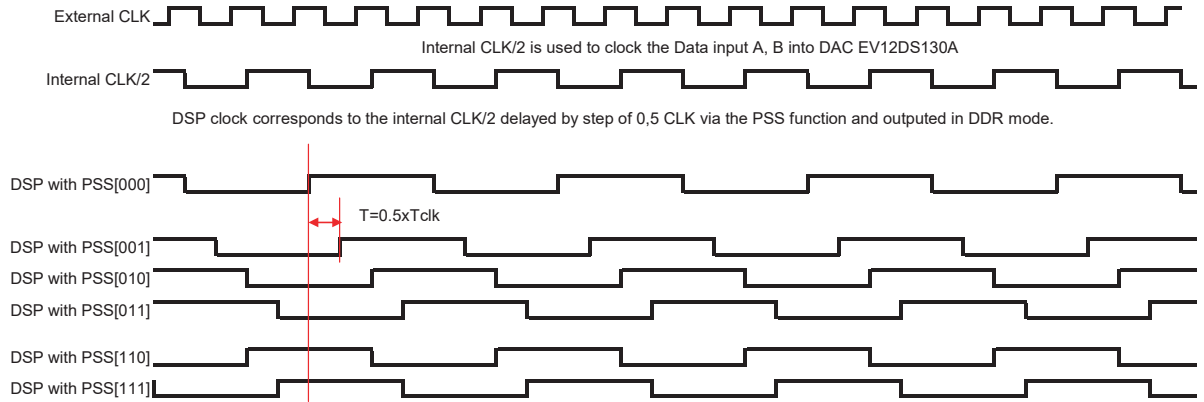 External CLK
Internal CLK/2 is used to clock the Data input A, B into DAC EV12DS130A
Internal CLK/2
DSP clock corresponds to the internal CLK/2 delayed by step of 0,5 CLK via the PSS function and outputed in DDR mode.
DSP with PSS[000]
T=0.5xTclk
DSP with PSS[001]
DSP with PSS[010]
DSP with PSS[011]
DSP with PSS[110]
DSP with PSS[111]